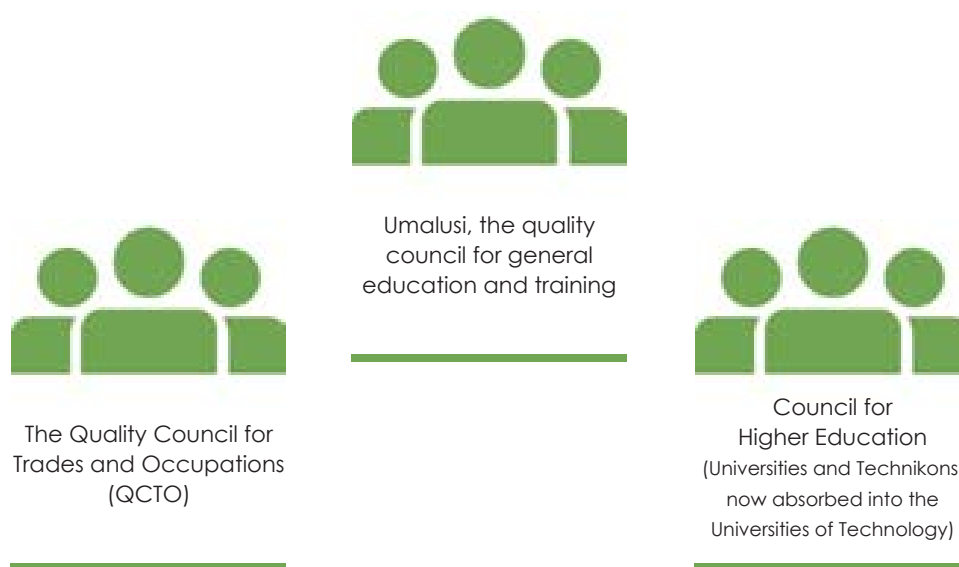 Umalusi, the quality
council for general
education and training
The Quality Council for
Trades and Occupations
(QCTO)
Council for
Higher Education
(Universities and Technikons
now absorbed into the
Universities of Technology)